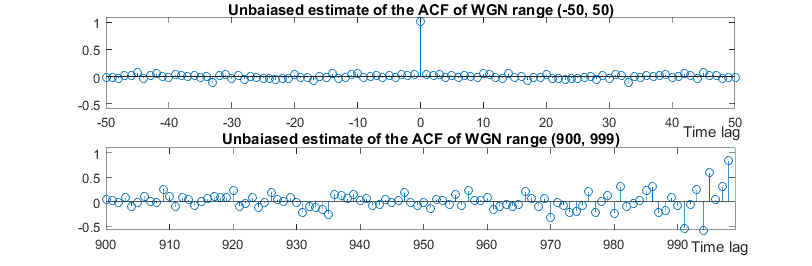 Unbaiased estimate of the ACF of WGN range (-50, 50)
1
0.5
0
-0.5
-50 -40 -30 -20 -10 0 10 20 30 40 50
Time lag
Unbaiased estimate of the ACF of WGN range (900, 999)
1
0.5
0
-0.5
900 910 920 930 940 950 960 970 980 990
Time lag